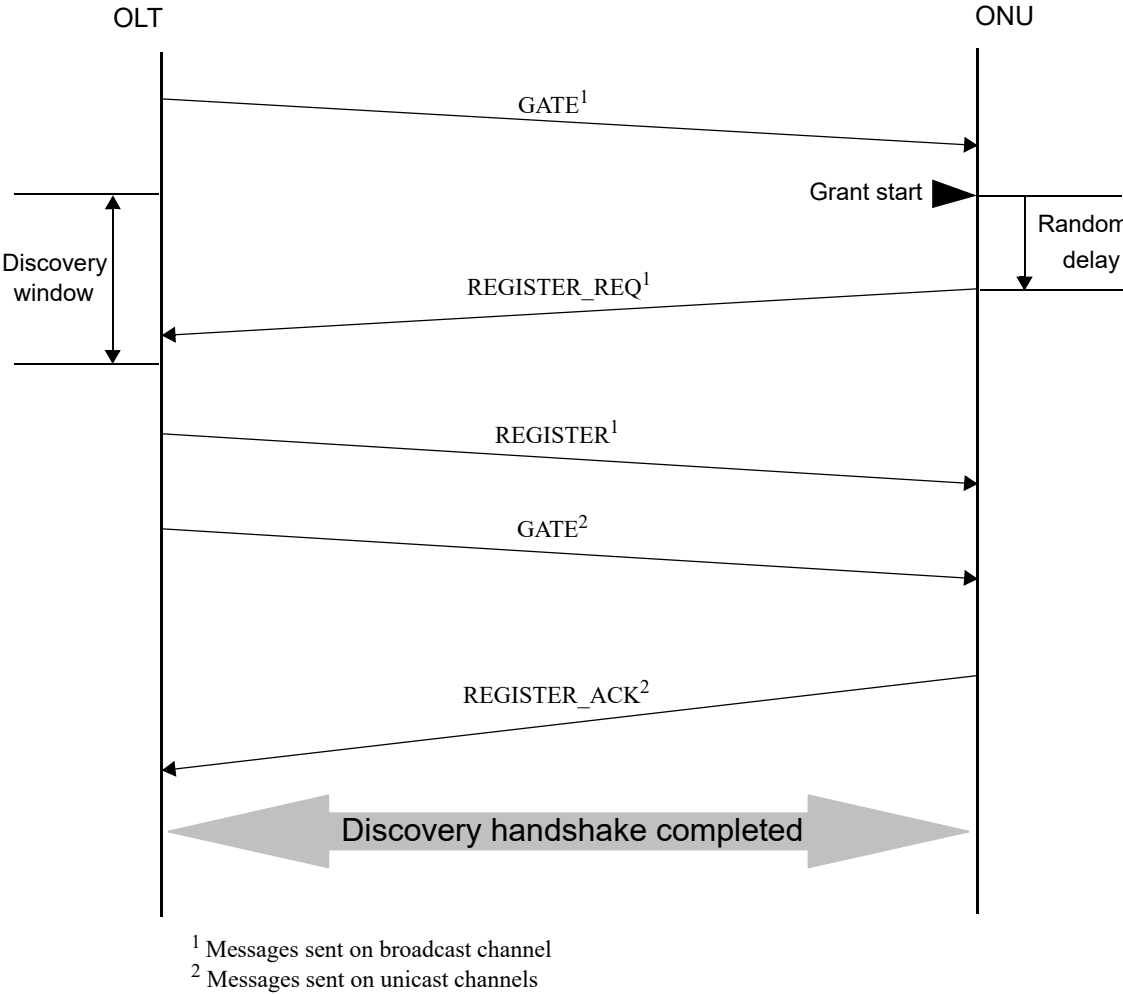 OLT
ONU
GATE1
Grant start
Random
delay
Discovery
window
REGISTER_REQ1
REGISTER1
GATE2
REGISTER_ACK2
Discovery handshake completed
1 Messages sent on broadcast channel
2 Messages sent on unicast channels